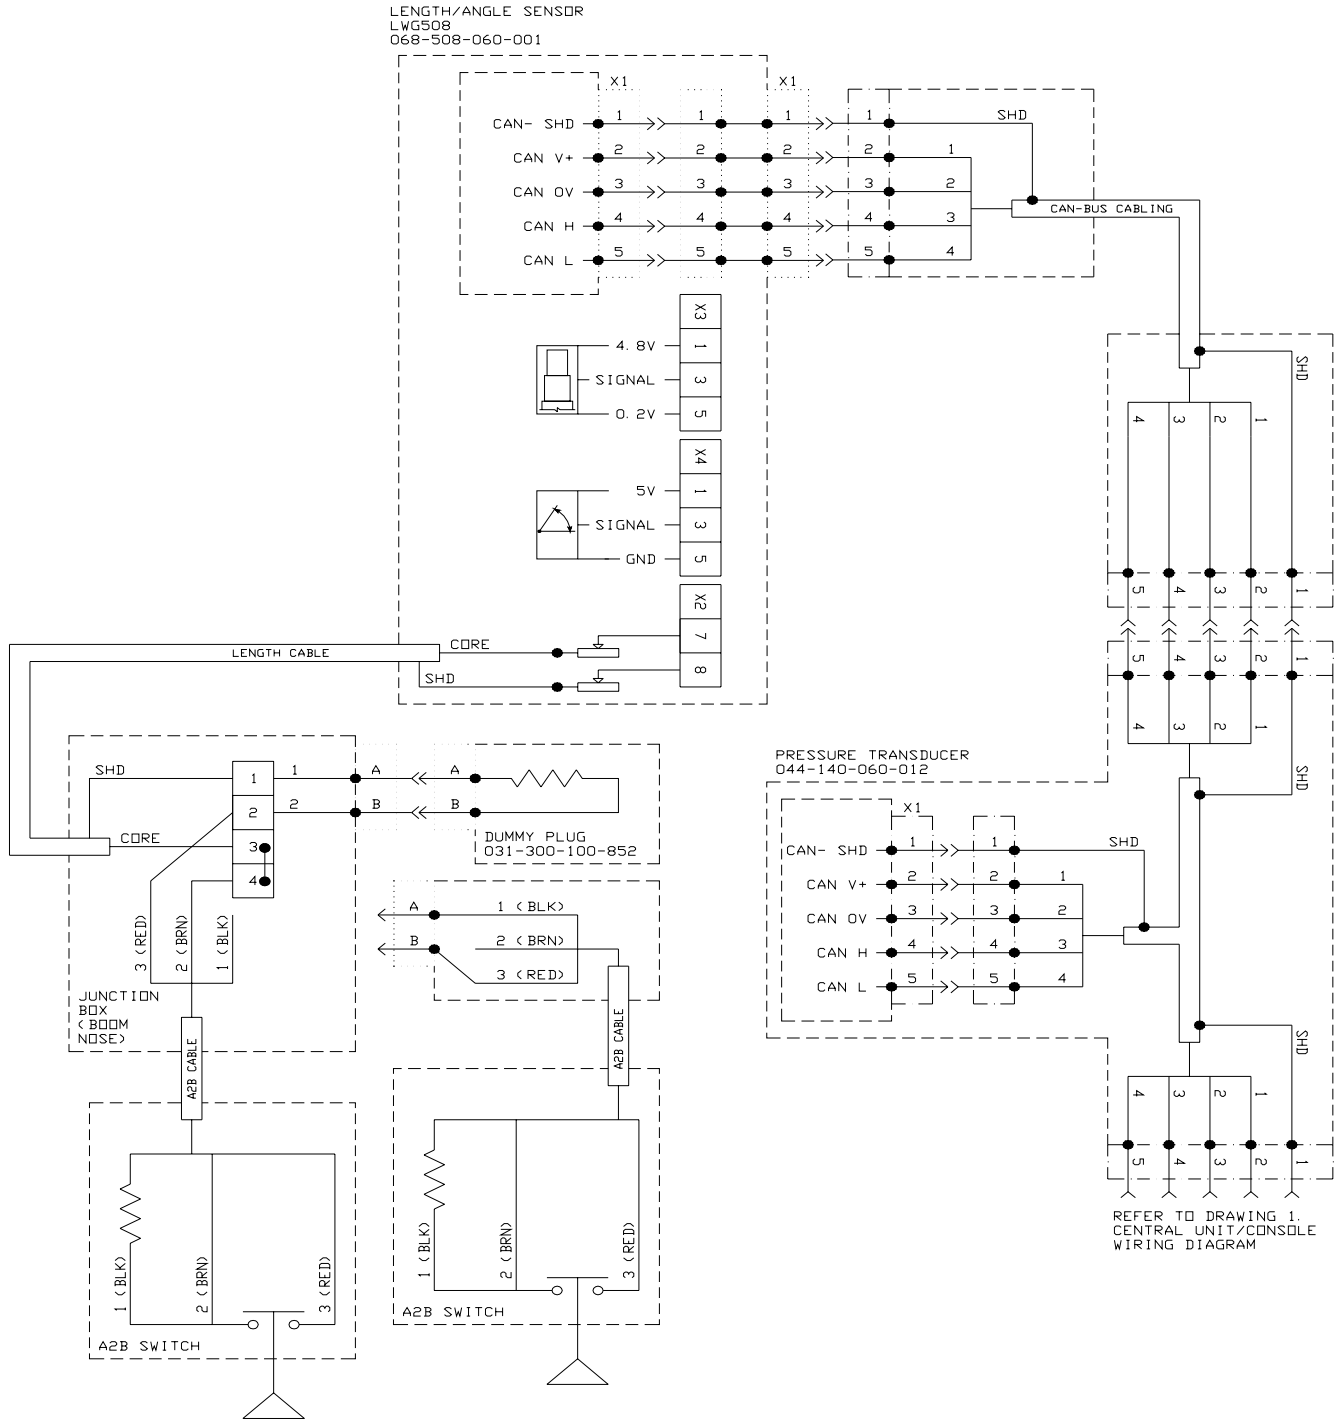 LENGTH/ANGLE SENSOR
LWG508
068-508-060-001
X1
X1
CAN- SHD 1 1 1 1 SHD
CAN V+ 2 2 2 2 1
CAN 0V 3 3 3 3 2
CAN H 4 4 4 4 3
CAN L 5 5 5 5 4
CAN-BUS CABLING
X3
4.8V 1
SIGNAL 3
0.2V 5
X4
5V 1
SIGNAL 3
GND 5
X2
7
8
CORE
SHD
LENGTH CABLE
SHD
4 3 2 1
5 4 3 2 1
5 4 3 2 1
4 3 2 1
SHD
PRESSURE TRANSDUCER
044-140-060-012
X1
CAN- SHD 1 1 SHD
CAN V+ 2 2 1
CAN 0V 3 3 2
CAN H 4 4 3
CAN L 5 5 4
SHD
4 3 2 1
5 4 3 2 1
REFER TO DRAWING 1.
CENTRAL UNIT/CONSOLE
WIRING DIAGRAM
SHD 1 1 A A
2 2 B B
CORE 3
4
DUMMY PLUG
031-300-100-852
3 (RED)
2 (BRN)
1 (BLK)
JUNCTION
BOX
(BOOM
NOSE)
A 1 (BLK)
B 2 (BRN)
3 (RED)
A2B CABLE
A2B CABLE
1 (BLK)
2 (BRN)
3 (RED)
A2B SWITCH
1 (BLK)
2 (BRN)
3 (RED)
A2B SWITCH